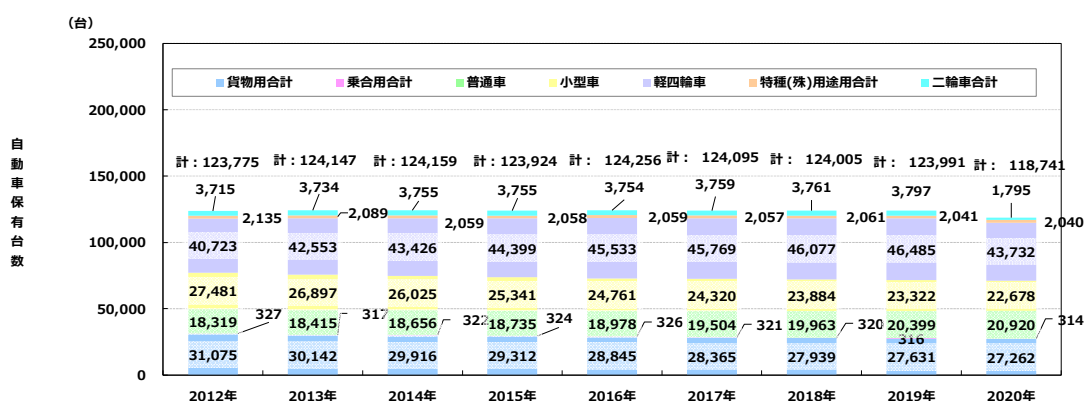 （台）
250,000
貨物用合計 乗合用合計 普通車 小型車 軽四輪車 特種(殊)用途用合計 二輪車合計
200,000
自動車保有台数
計：123,775 計：124,147 計：124,159 計：123,924 計：124,256 計：124,095 計：124,005 計：123,991 計：118,741
150,000
3,715 3,734 3,755 3,755 3,754 3,759 3,761 3,797 1,795
2,135 2,089 2,059 2,058 2,059 2,057 2,061 2,041 2,040
100,000
40,723 42,553 43,426 44,399 45,533 45,769 46,077 46,485 43,732
27,481 26,897 26,025 25,341 24,761 24,320 23,884 23,322 22,678
50,000
327 317 322 324 326 321 320 316 314
18,319 18,415 18,656 18,735 18,978 19,504 19,963 20,399 20,920
31,075 30,142 29,916 29,312 28,845 28,365 27,939 27,631 27,262
0
2012年 2013年 2014年 2015年 2016年 2017年 2018年 2019年 2020年